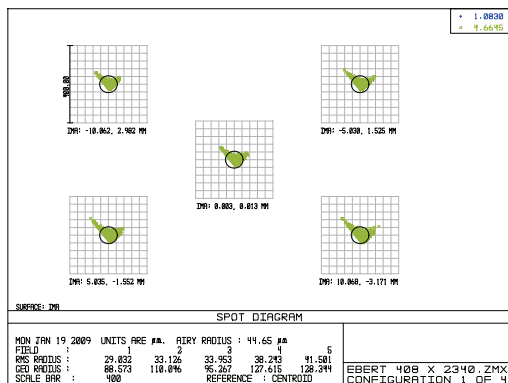 + 1.0830
× 4.6645
400.00
IMA: -10.062, 2.982 MM
IMA: -5.030, 1.525 MM
IMA: 0.003, 0.013 MM
IMA: 5.035, -1.552 MM
IMA: 10.068, -3.171 MM
SURFACE: IMA
SPOT DIAGRAM
MON JAN 19 2009 UNITS ARE µm. AIRY RADIUS : 44.65 µm
FIELD : 1 2 3 4 5
RMS RADIUS : 29.032 33.126 33.953 38.243 41.501
GEO RADIUS : 88.573 110.046 95.267 127.615 128.344
SCALE BAR : 400 REFERENCE : CENTROID
EBERT 408 X 2340.ZMX
CONFIGURATION 1 OF 4